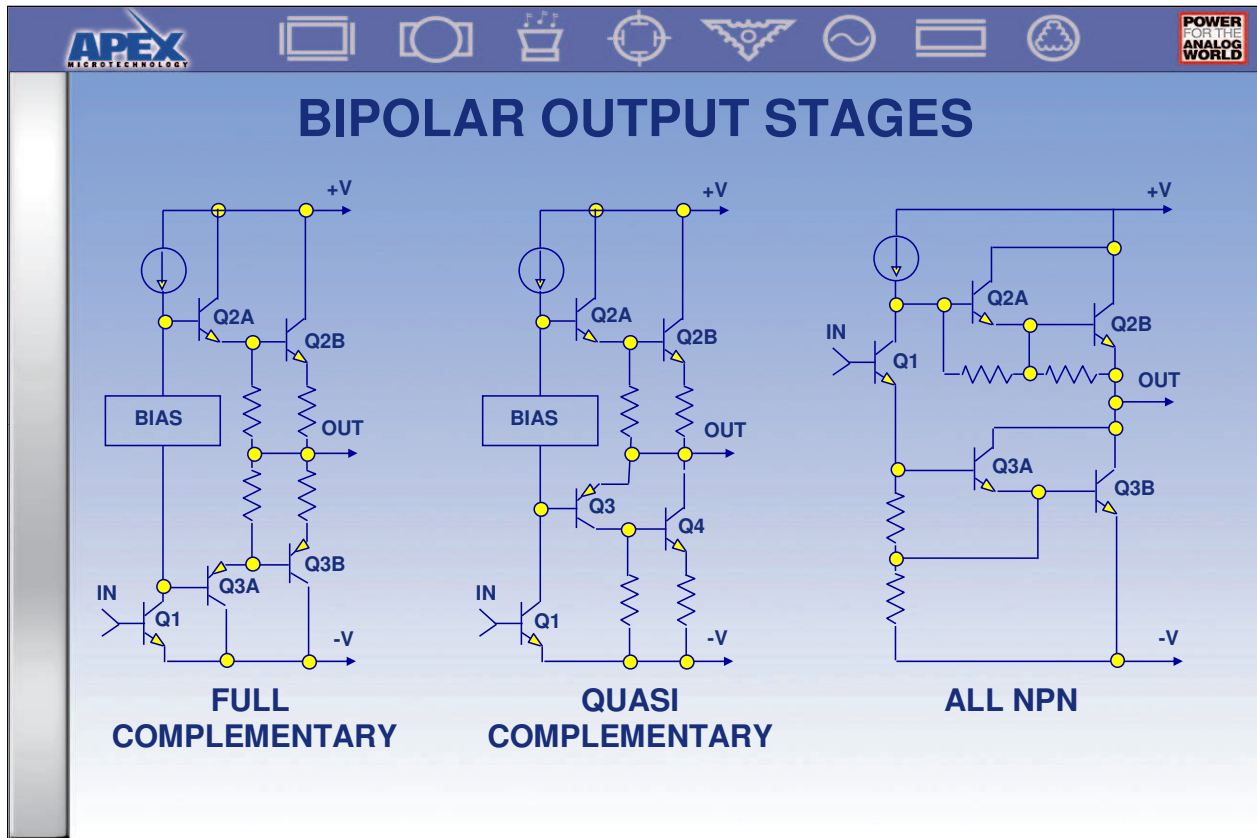 APEX
MICROTECHNOLOGY
POWER
FOR THE
ANALOG
WORLD
BIPOLAR OUTPUT STAGES
+V
Q2A
Q2B
BIAS
OUT
Q3A
Q3B
IN
Q1
-V
FULL
COMPLEMENTARY
+V
Q2A
Q2B
BIAS
OUT
Q3
Q4
IN
Q1
-V
QUASI
COMPLEMENTARY
+V
Q2A
Q2B
IN
Q1
OUT
Q3A
Q3B
-V
ALL NPN